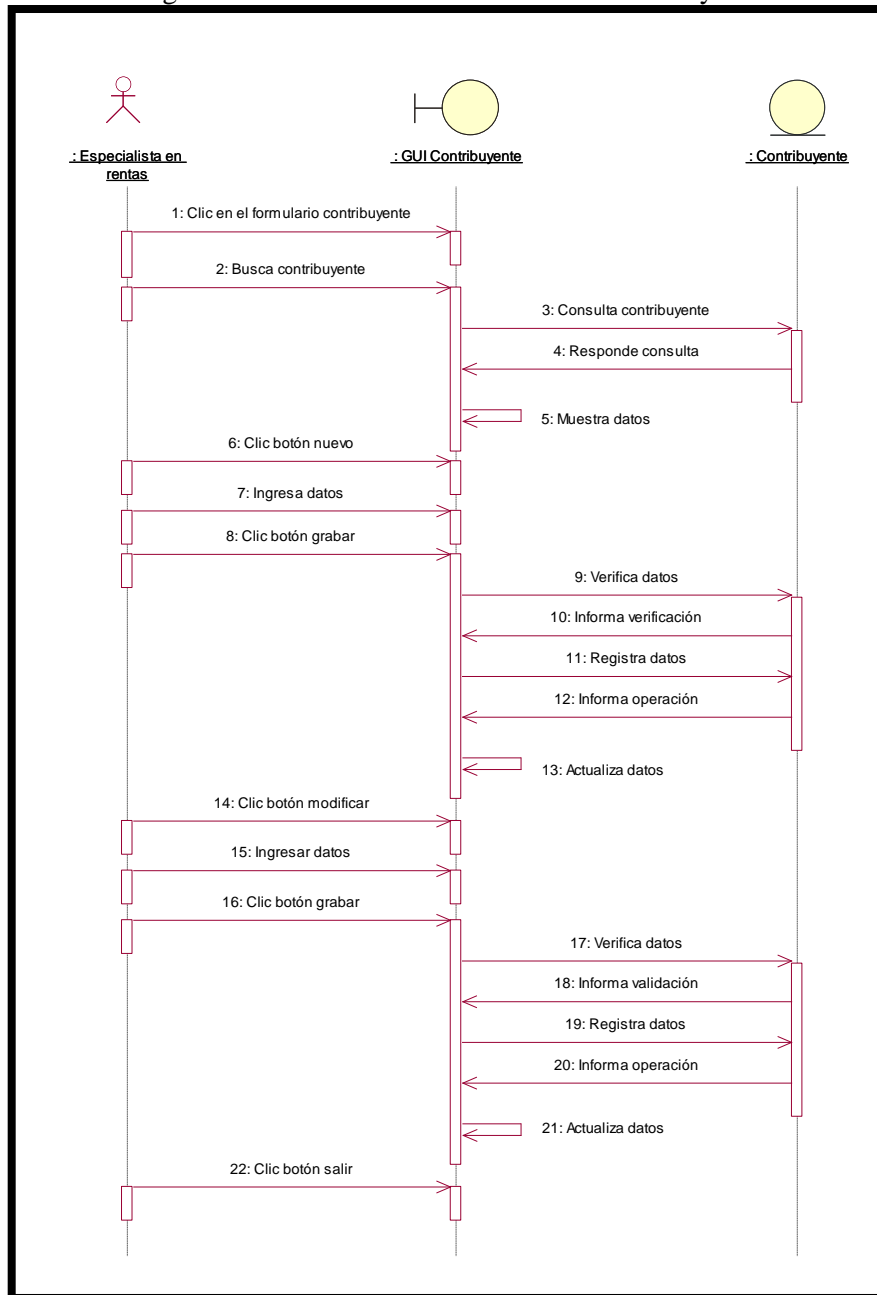 : Especialista en
rentas
: GUI Contribuyente
: Contribuyente
1: Clic en el formulario contribuyente
2: Busca contribuyente
3: Consulta contribuyente
4: Responde consulta
5: Muestra datos
6: Clic botón nuevo
7: Ingresa datos
8: Clic botón grabar
9: Verifica datos
10: Informa verificación
11: Registra datos
12: Informa operación
13: Actualiza datos
14: Clic botón modificar
15: Ingresar datos
16: Clic botón grabar
17: Verifica datos
18: Informa validación
19: Registra datos
20: Informa operación
21: Actualiza datos
22: Clic botón salir